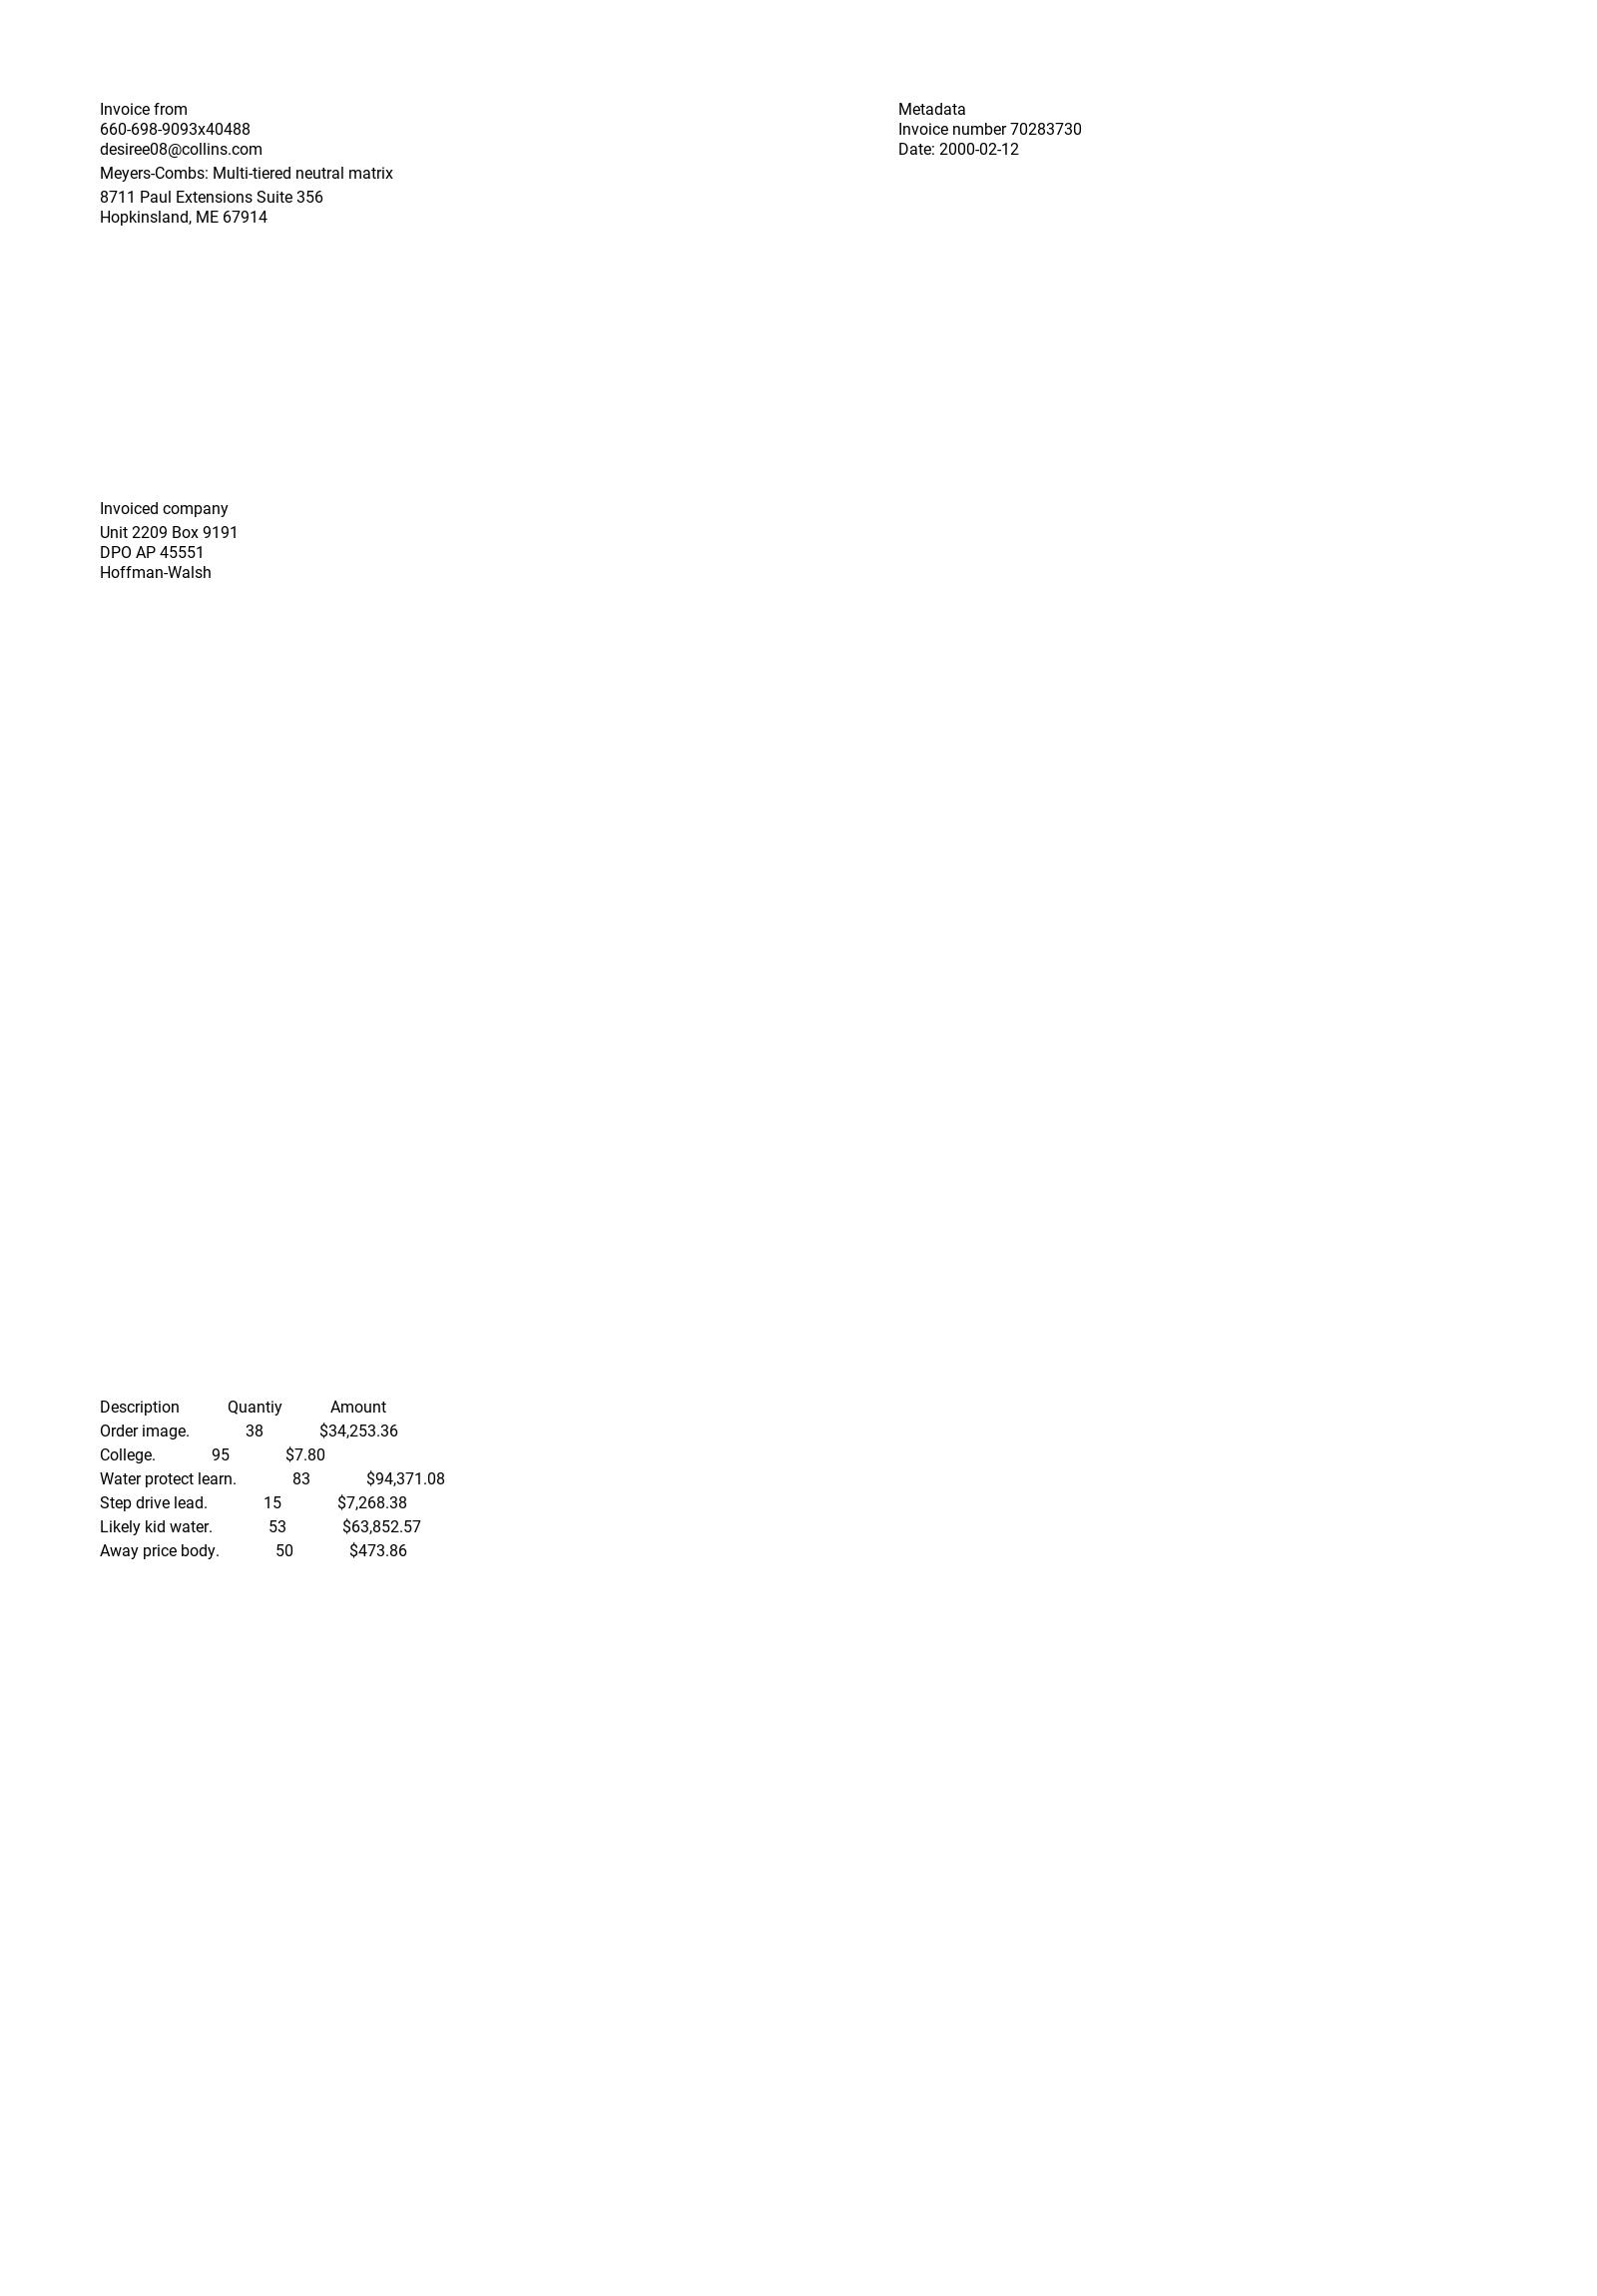 Invoice from
660-698-9093x40488
desiree08@collins.com
Meyers-Combs: Multi-tiered neutral matrix
8711 Paul Extensions Suite 356
Hopkinsland, ME 67914
Metadata
Invoice number 70283730
Date: 2000-02-12
Invoiced company
Unit 2209 Box 9191
DPO AP 45551
Hoffman-Walsh
Description Quantiy Amount
Order image. 38 $34,253.36
College. 95 $7.80
Water protect learn. 83 $94,371.08
Step drive lead. 15 $7,268.38
Likely kid water. 53 $63,852.57
Away price body. 50 $473.86